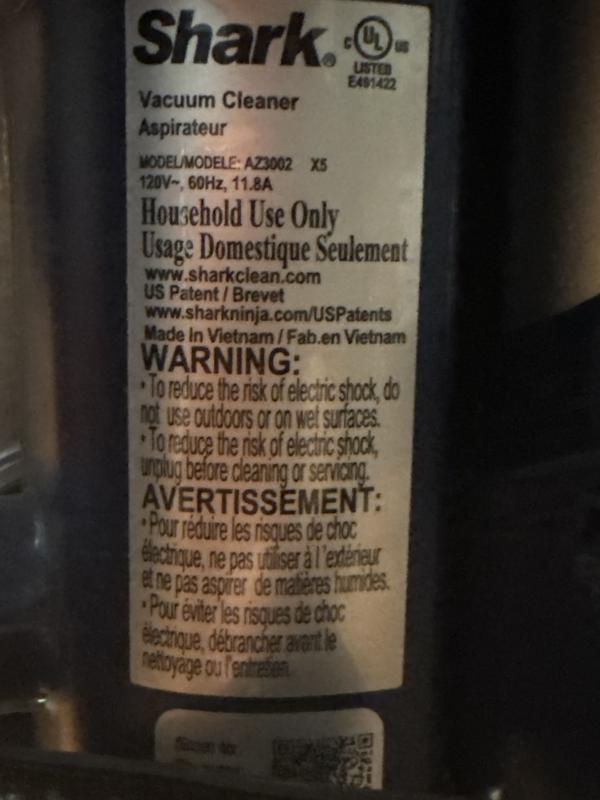 Shark®
C UL US
LISTED
E491422
Vacuum Cleaner
Aspirateur
MODEL/MODELE: AZ3002 X5
120V~, 60Hz, 11.8A
Household Use Only
Usage Domestique Seulement
www.sharkclean.com
US Patent / Brevet
www.sharkninja.com/USPatents
Made in Vietnam / Fab.en Vietnam
WARNING:
• To reduce the risk of electric shock, do
not use outdoors or on wet surfaces.
• To reduce the risk of electric shock,
unplug before cleaning or servicing.
AVERTISSEMENT:
• Pour réduire les risques de choc
électrique, ne pas utiliser à l'extérieur
et ne pas aspirer de matières humides.
• Pour éviter les risques de choc
électrique, débrancher avant le
nettoyage ou l'entretien.